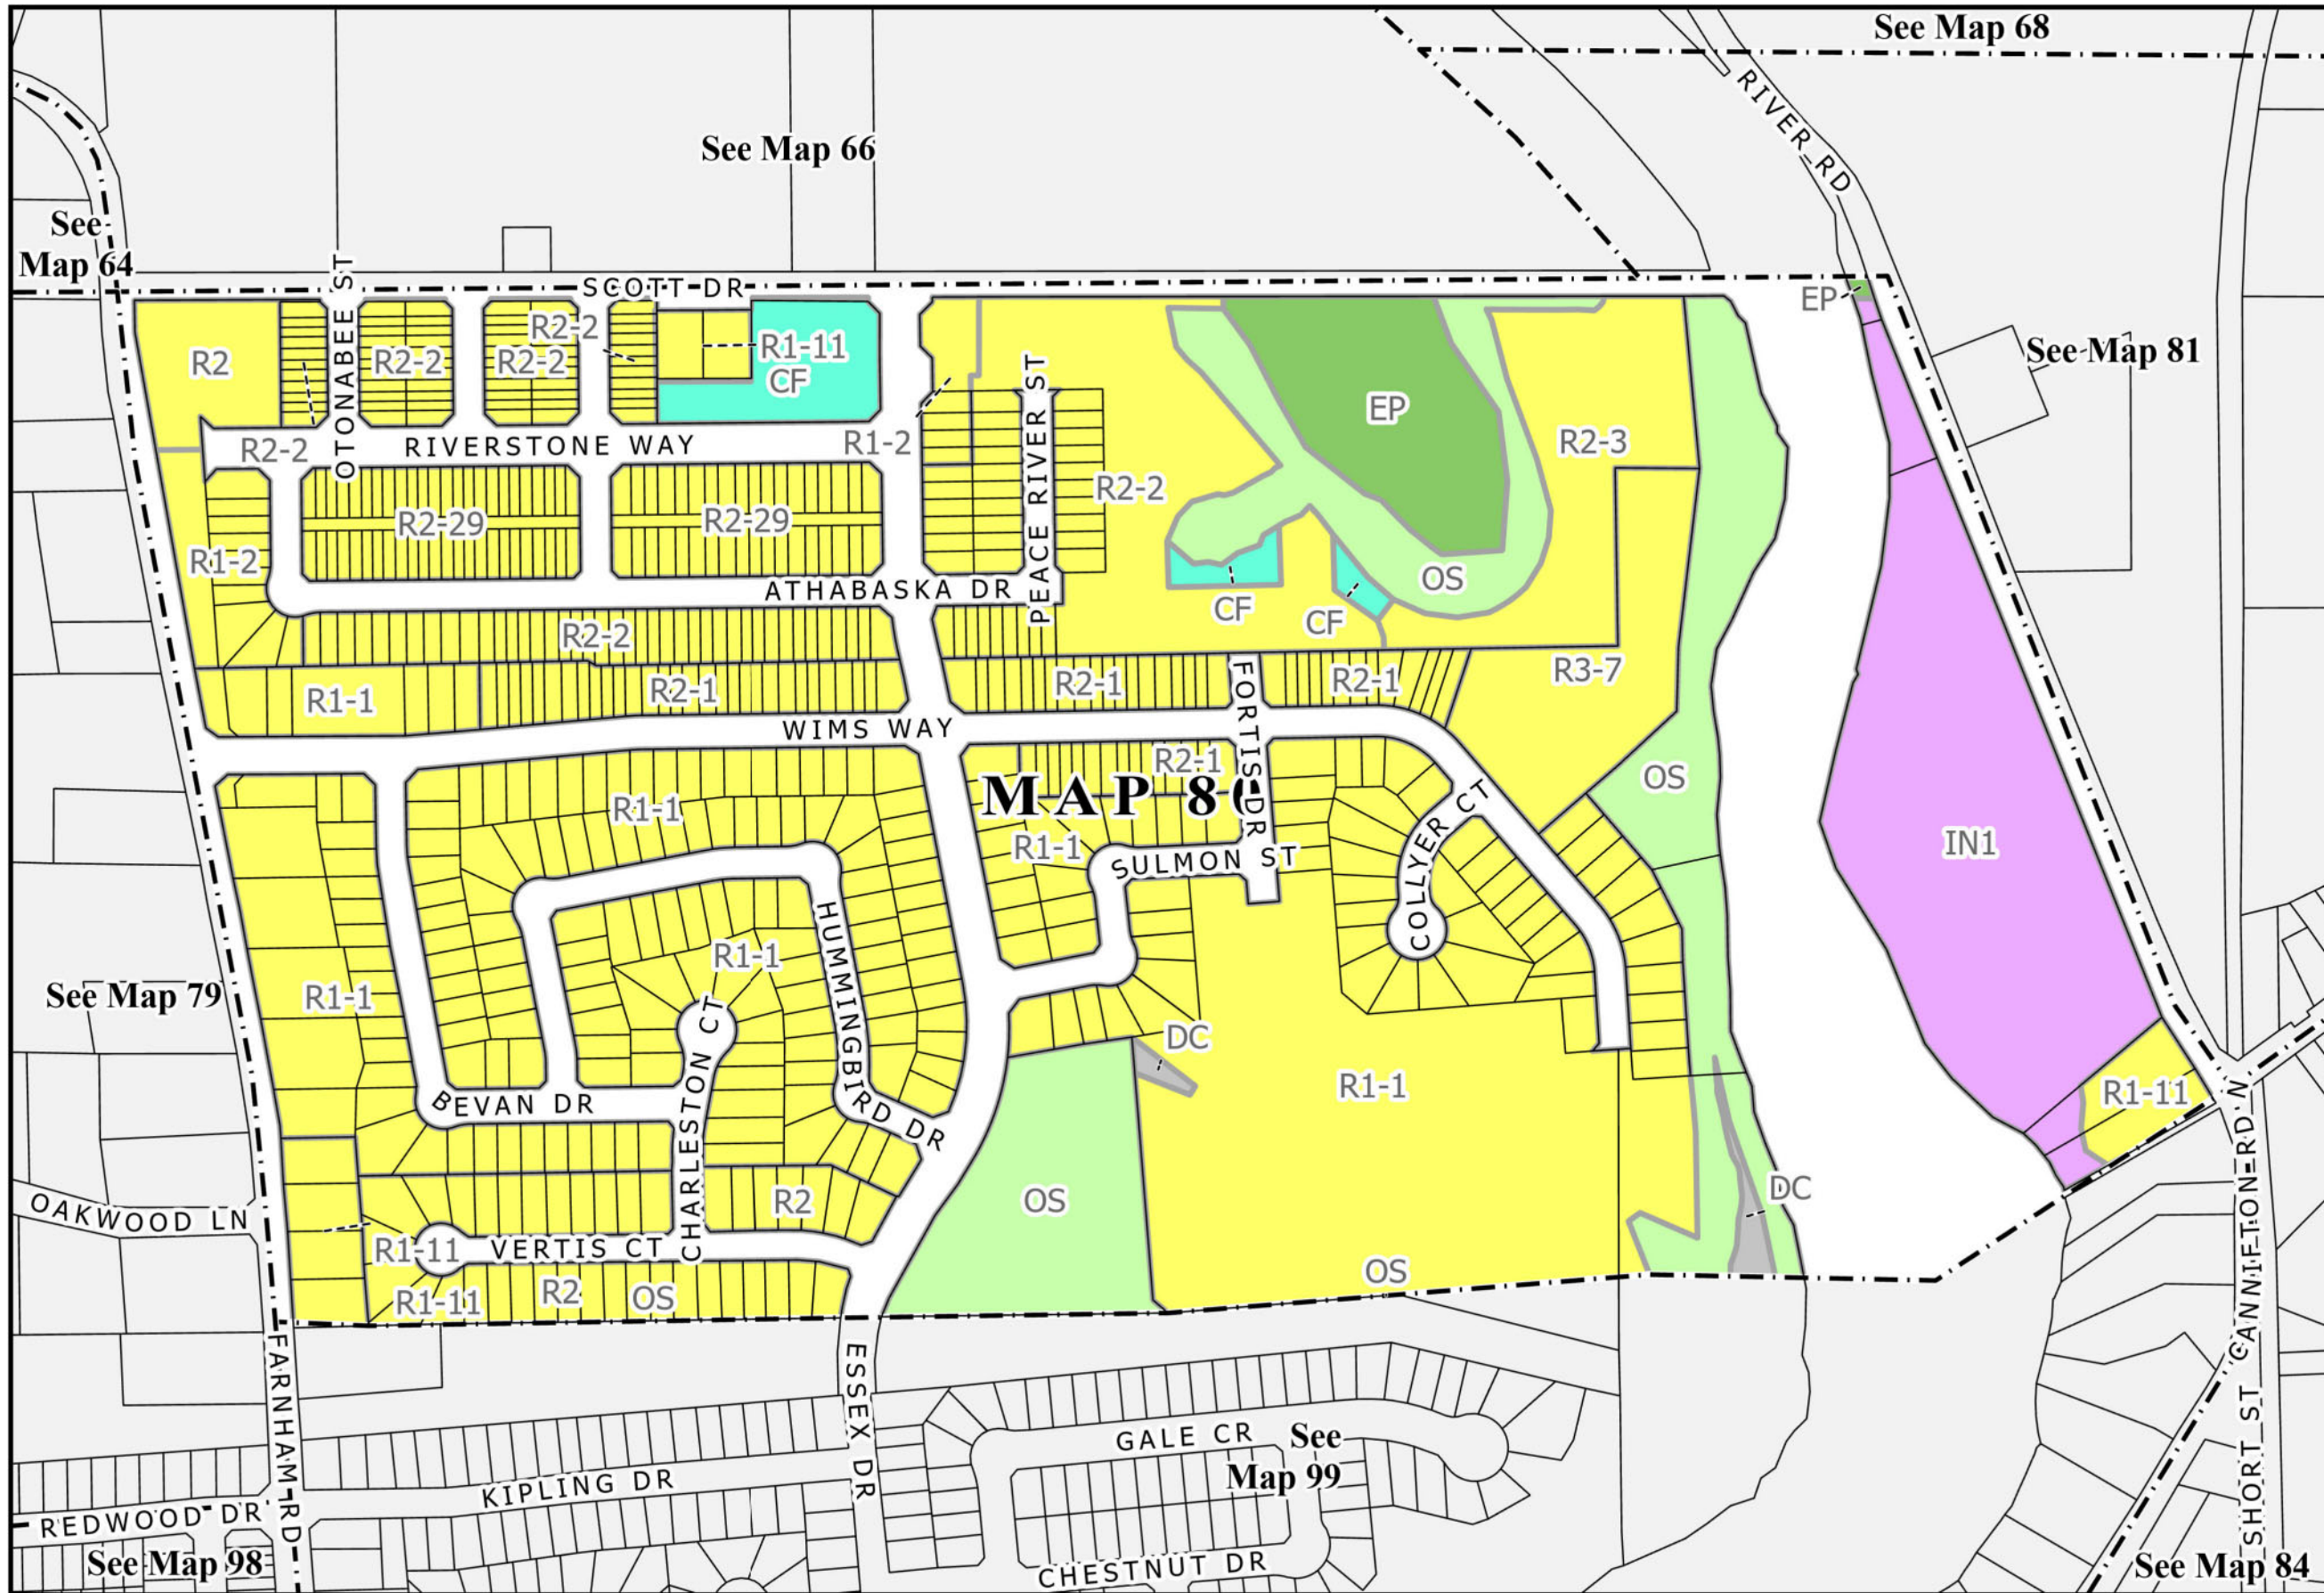 See Map 68
RIVER RD
See Map 66
See
Map 64
SCOTT DR
EP
See Map 81
OTONABEE ST
R2
R2-2
R2-2
R2-2
R1-11
CF
PEACE RIVER ST
EP
R2-3
R2-2
RIVERSTONE WAY
R1-2
R2-2
R2-29
R2-29
R1-2
ATHABASKA DR
OS
CF
CF
R2-2
R3-7
R1-1
R2-1
R2-1
R2-1
FORTIS DR
WIMS WAY
R2-1
OS
MAP 80
R1-1
R1-1
SULMON ST
COLLYER CT
IN1
HUMMINGBIRD DR
R1-1
See Map 79
R1-1
CHARLESTON CT
DC
R1-1
R1-11
BEVAN DR
DC
OAKWOOD LN
R2
OS
R1-11
VERTIS CT
OS
R1-11
R2
OS
CANNIFTON RD N
FARNHAM RD
ESSEX DR
GALE CR
See
Map 99
KIPLING DR
REDWOOD DR
SHORT ST
See Map 98
CHESTNUT DR
See Map 84